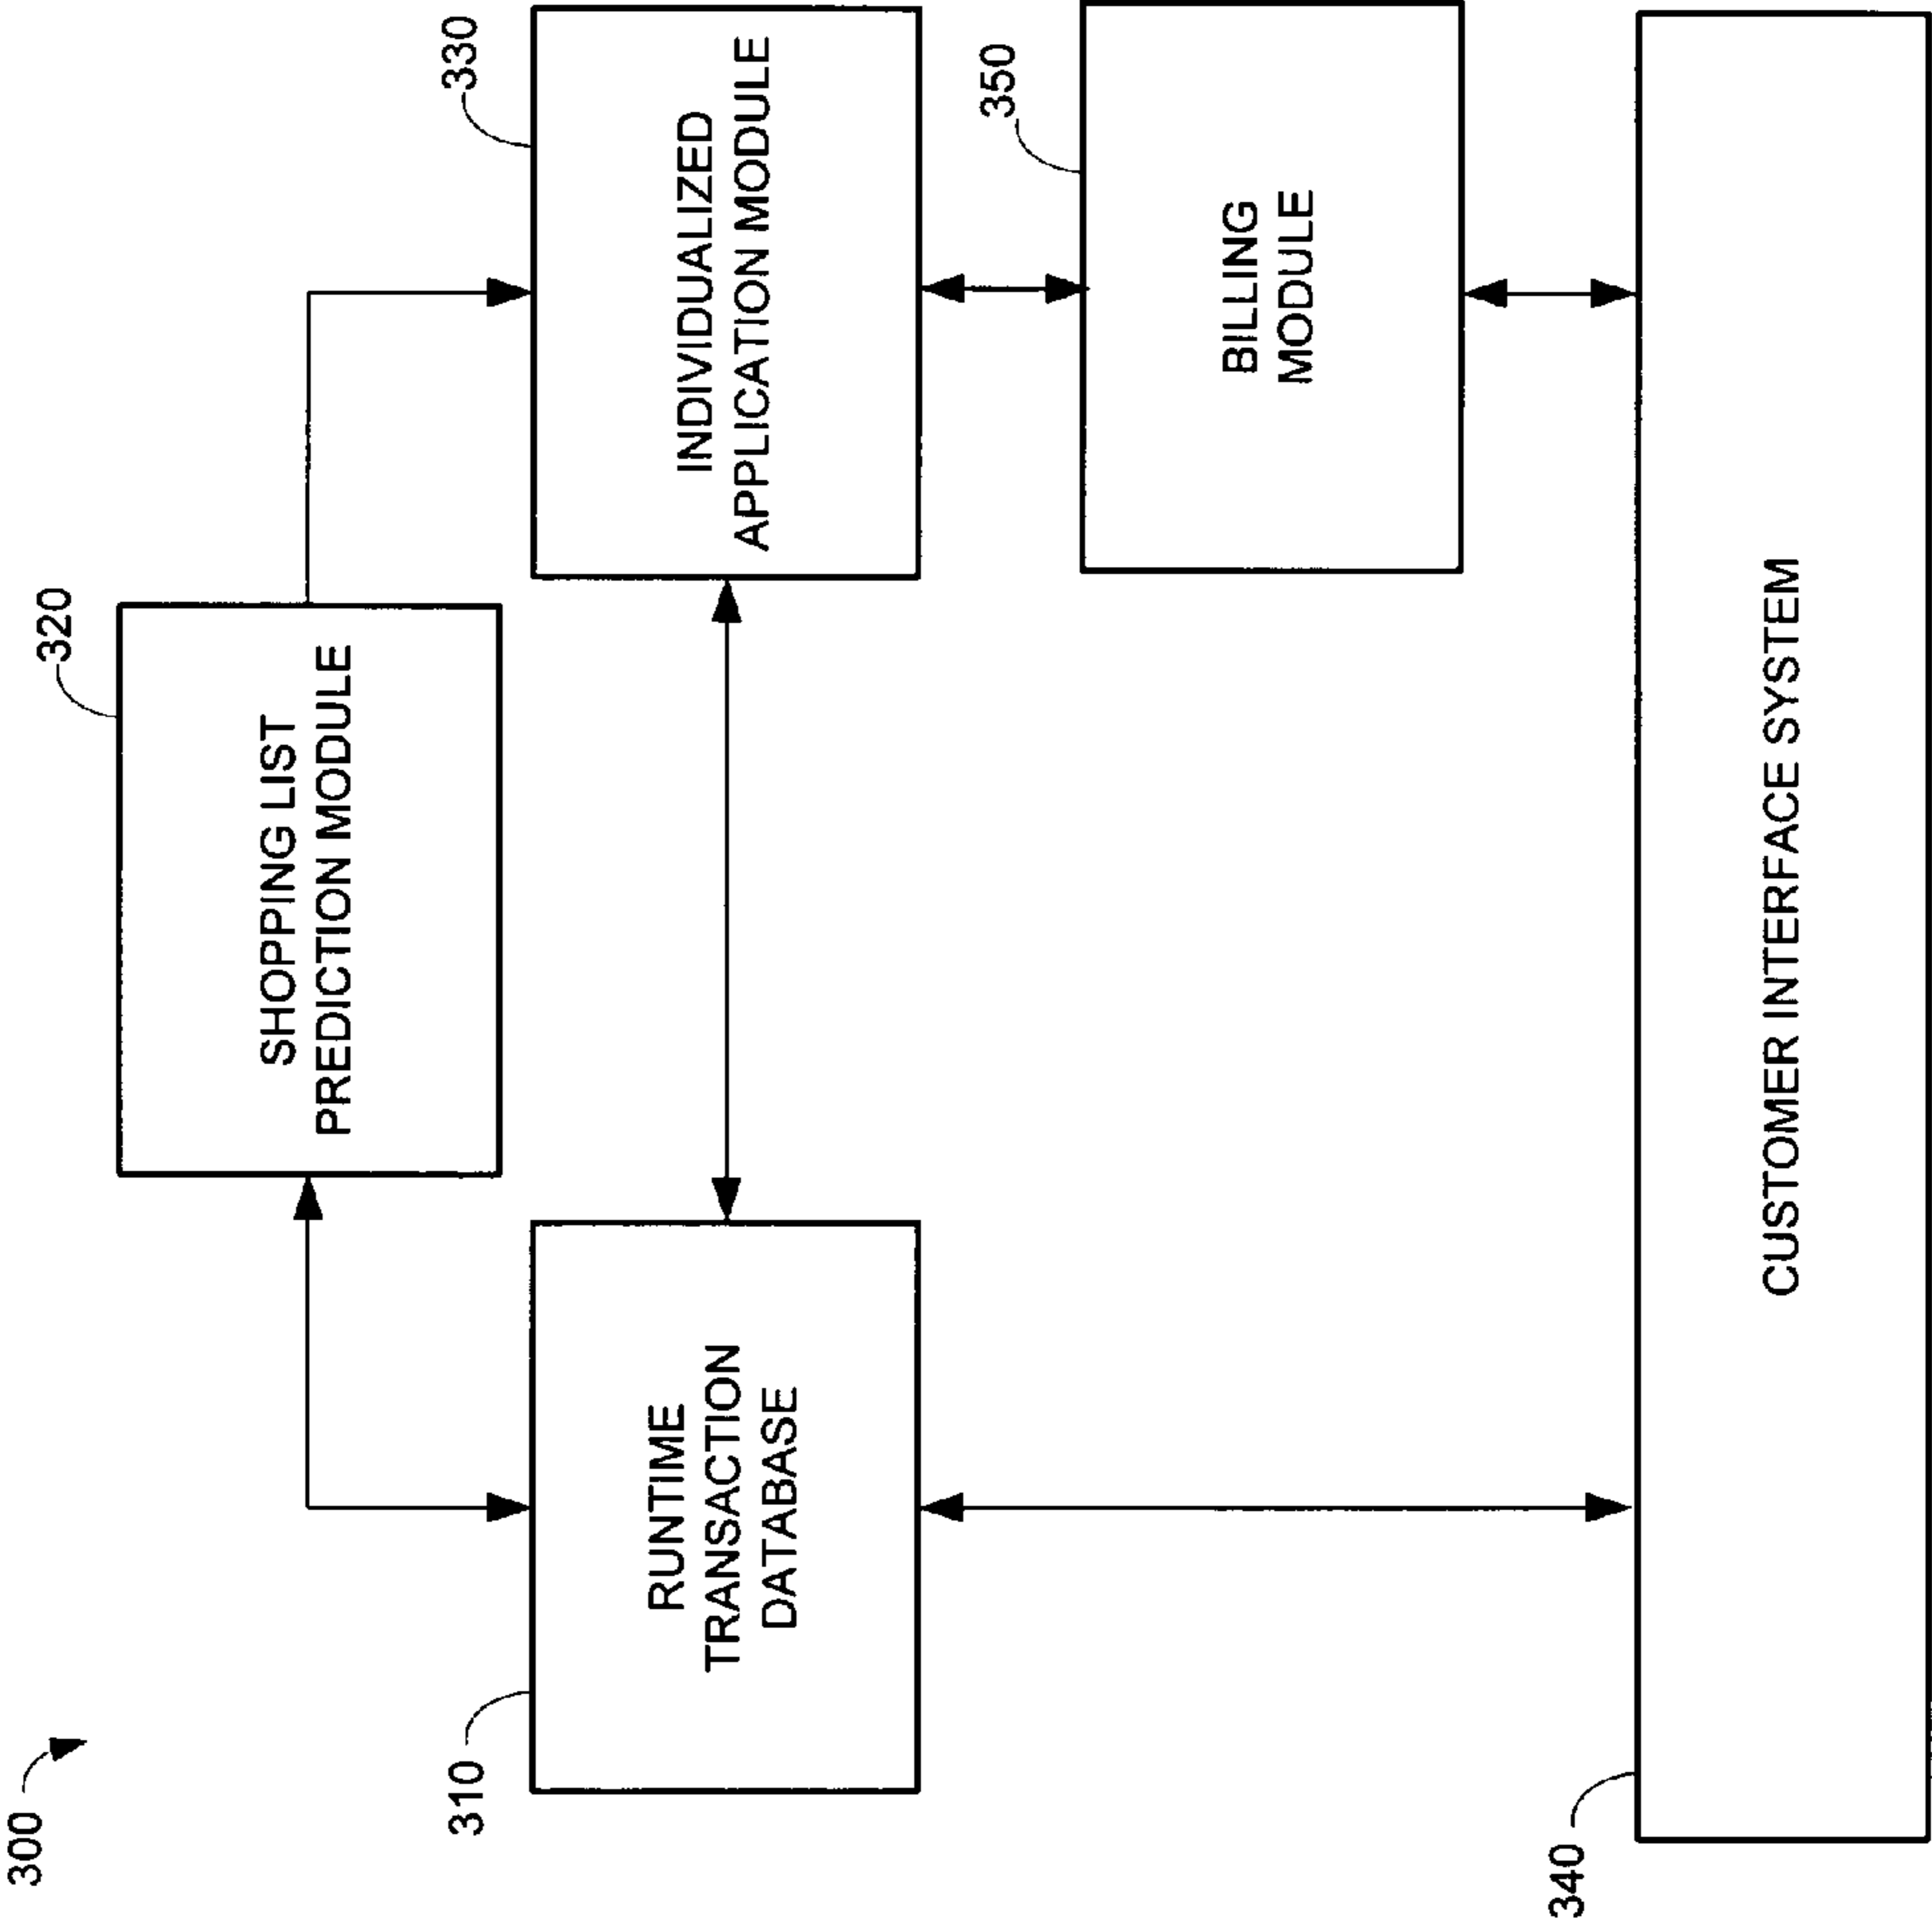 300
320
SHOPPING LIST
PREDICTION MODULE
310
RUNTIME
TRANSACTION
DATABASE
330
INDIVIDUALIZED
APPLICATION MODULE
350
BILLING
MODULE
340
CUSTOMER INTERFACE SYSTEM